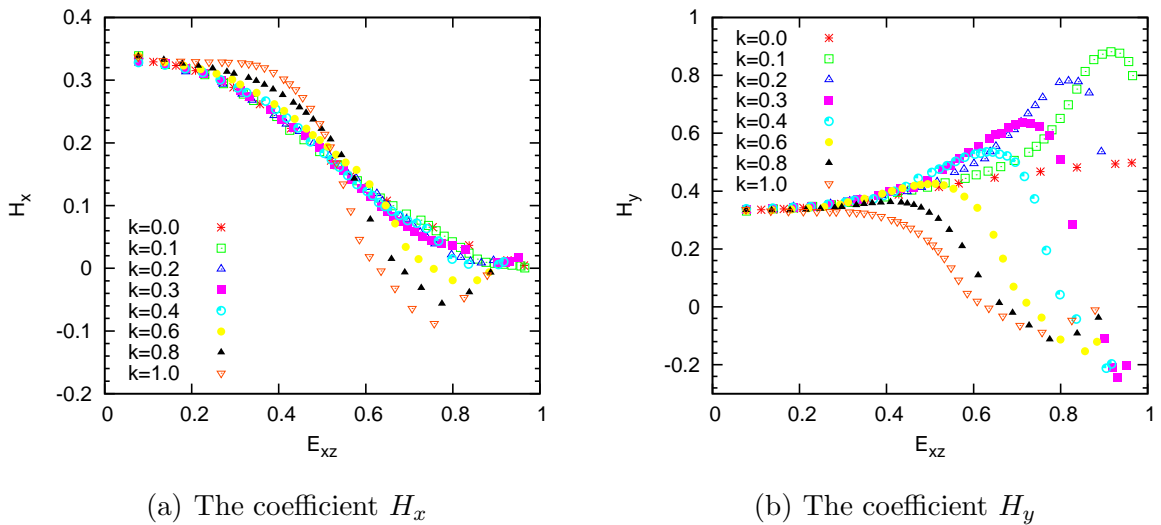 0.4
0.3
0.2
0.1
0
-0.1
-0.2
H_x
k=0.0
k=0.1
k=0.2
k=0.3
k=0.4
k=0.6
k=0.8
k=1.0
0 0.2 0.4 0.6 0.8 1
E_xz
(a) The coefficient H_x
1
0.8
0.6
0.4
0.2
0
-0.2
H_y
k=0.0
k=0.1
k=0.2
k=0.3
k=0.4
k=0.6
k=0.8
k=1.0
0 0.2 0.4 0.6 0.8 1
E_xz
(b) The coefficient H_y